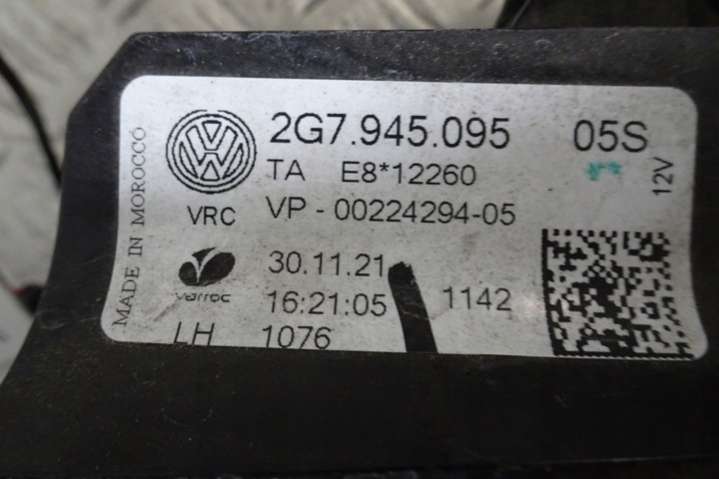 2G7.945.095 05S
TA E8*12260
12V
VRC VP - 00224294-05
30.11.21
varroc
16:21:05 1142
LH 1076
MADE IN MOROCCO